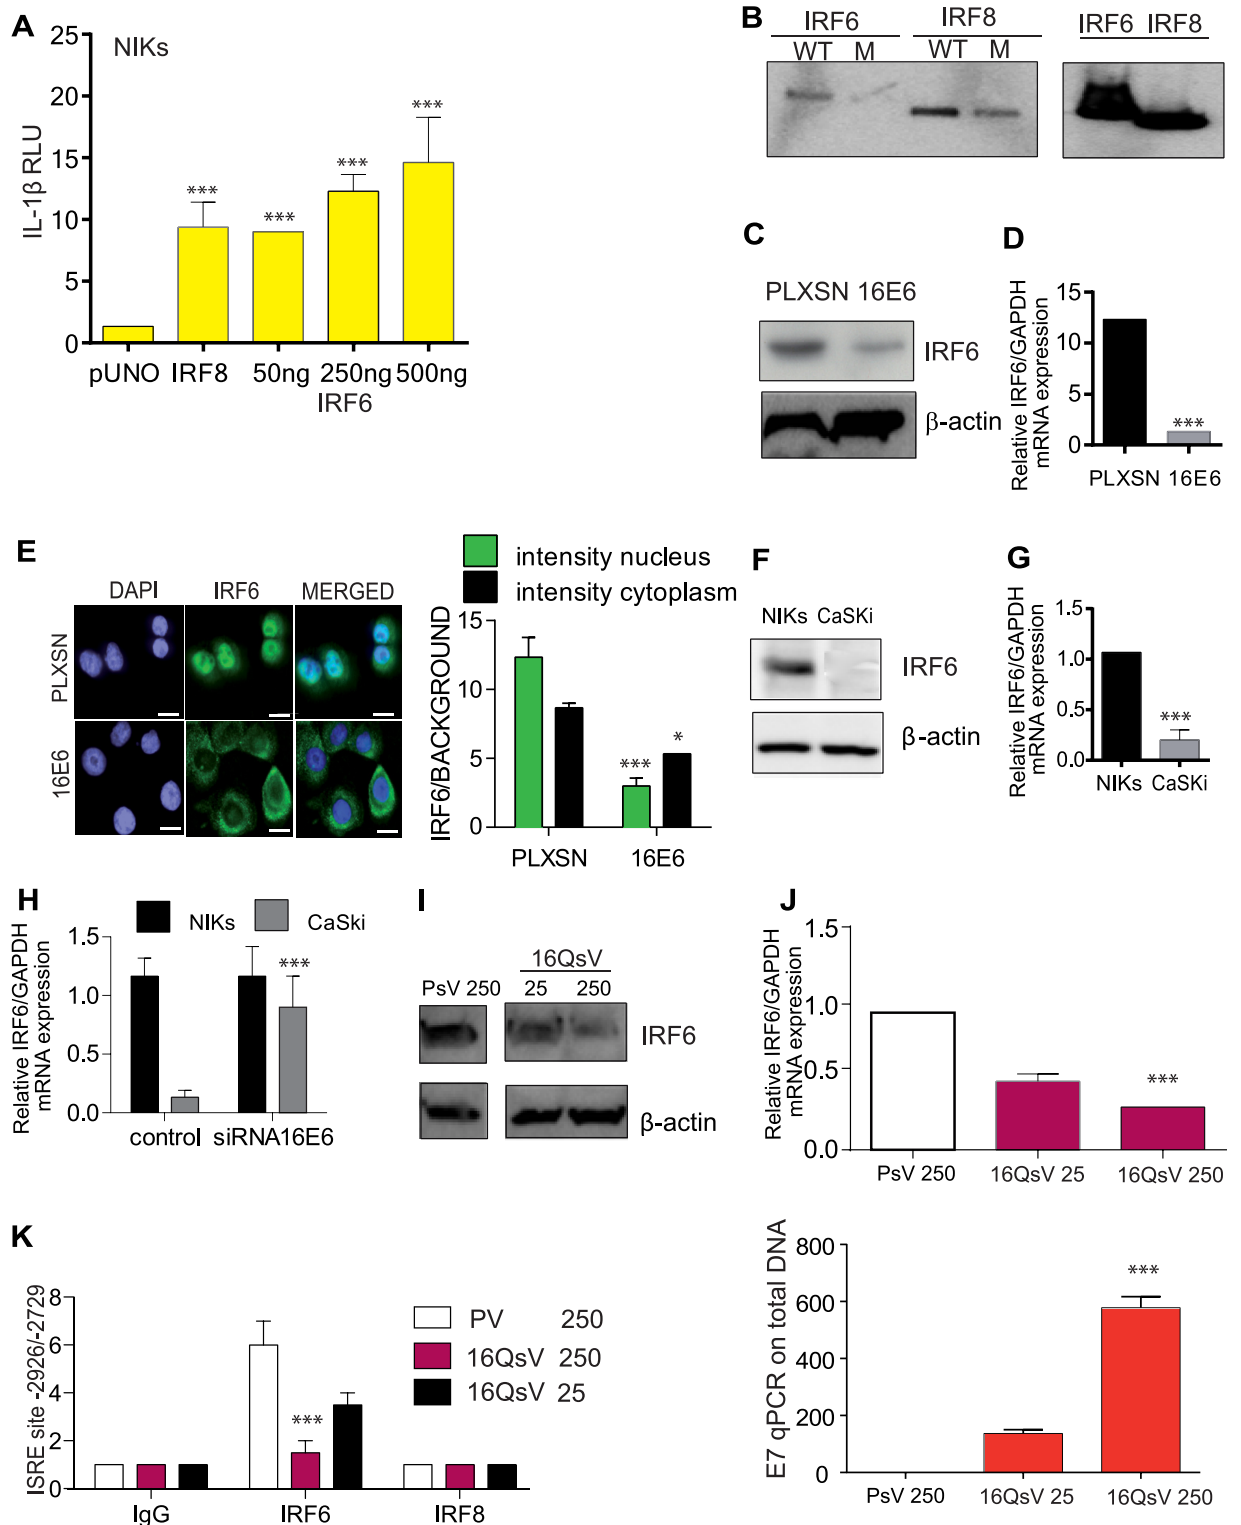 A
NIKs
IL-1β RLU
25
20
15
10
5
0
***
***
***
***
pUNO IRF8 50ng 250ng 500ng
IRF6
B
IRF6 IRF8
WT M WT M
IRF6 IRF8
C
PLXSN 16E6
IRF6
β-actin
D
Relative IRF6/GAPDH
mRNA expression
15
10
5
0
***
PLXSN 16E6
E
DAPI IRF6 MERGED
PLXSN
16E6
intensity nucleus
intensity cytoplasm
IRF6/BACKGROUND
15
10
5
0
***
*
PLXSN 16E6
F
NIKs CaSKi
IRF6
β-actin
G
Relative IRF6/GAPDH
mRNA expression
1.5
1.0
0.5
0.0
***
NIKs CaSKi
H
NIKs CaSki
Relative IRF6/GAPDH
mRNA expression
1.5
1.0
0.5
0.0
***
control siRNA16E6
I
16QsV
PsV 250 25 250
IRF6
β-actin
J
Relative IRF6/GAPDH
mRNA expression
1.5
1.0
0.5
0.0
***
PsV 250 16QsV 25 16QsV 250
E7 qPCR on total DNA
800
600
400
200
0
***
PsV 250 16QsV 25 16QsV 250
K
ISRE site -2926/-2729
8
6
4
2
0
***
PV 250
16QsV 250
16QsV 25
IgG IRF6 IRF8